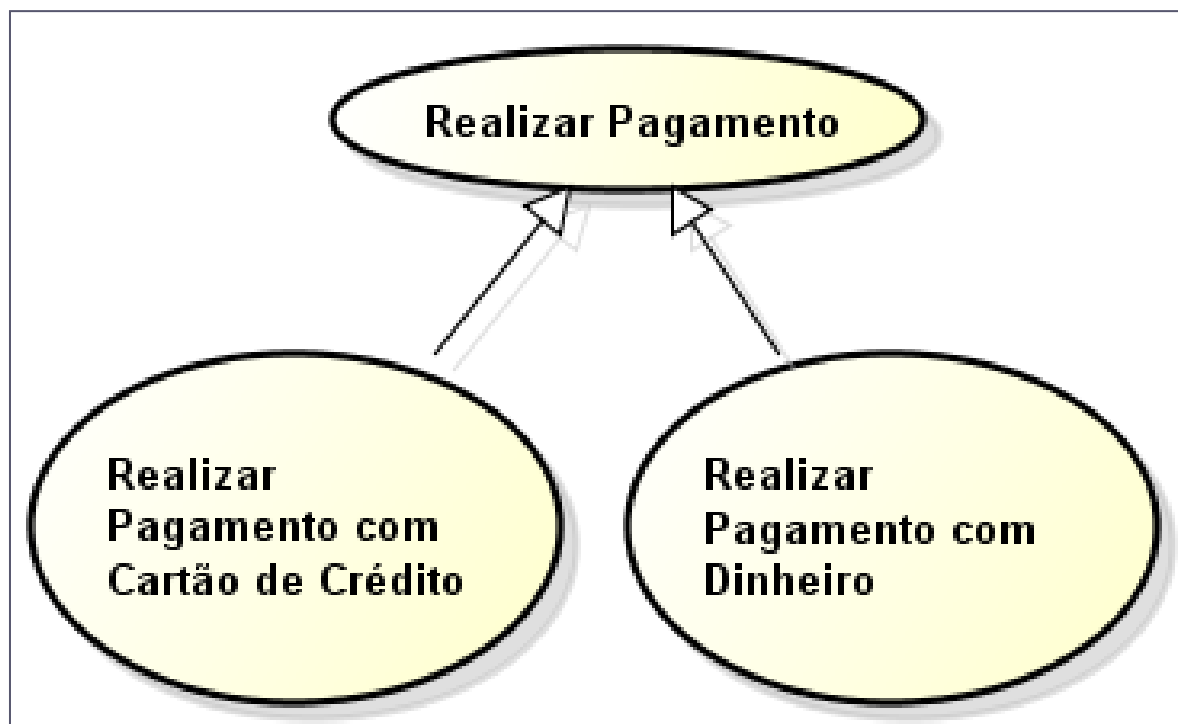 Realizar Pagamento
Realizar
Pagamento com
Cartão de Crédito
Realizar
Pagamento com
Dinheiro